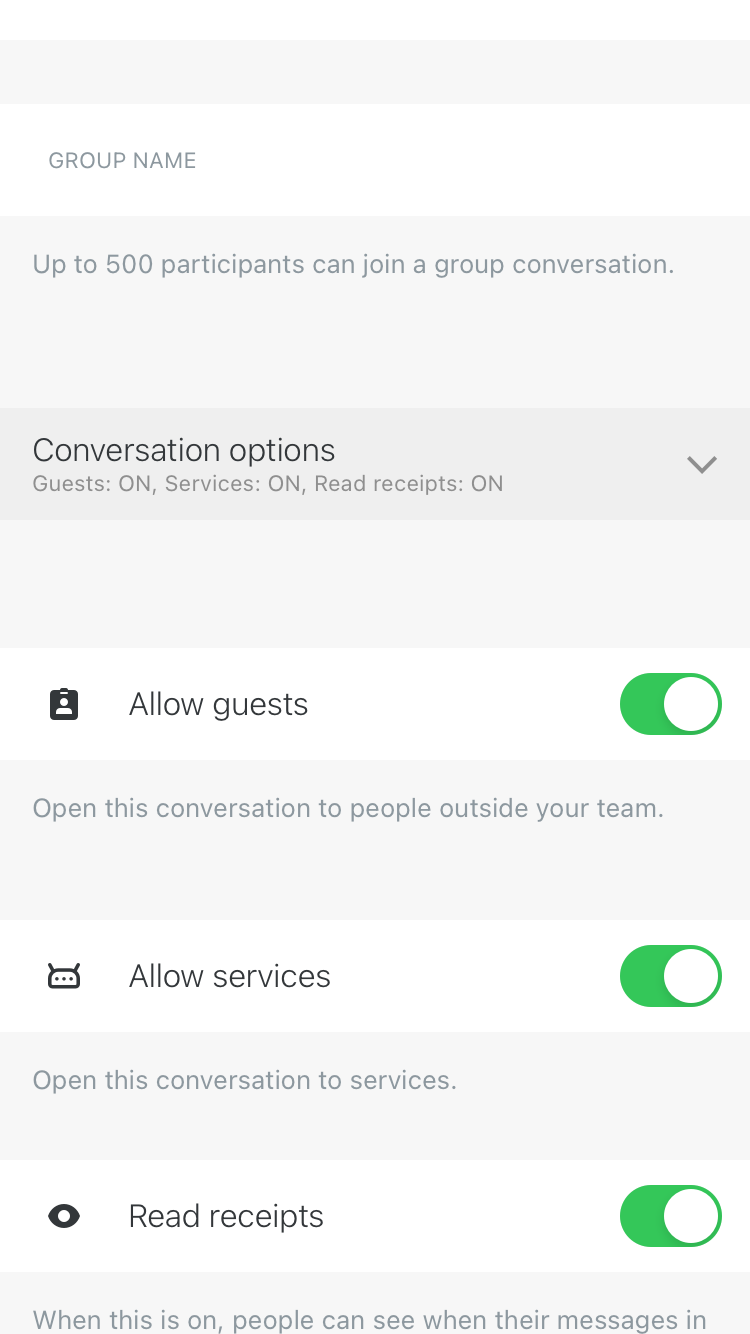 GROUP NAME
Up to 500 participants can join a group conversation.
Conversation options
Guests: ON, Services: ON, Read receipts: ON
Allow guests
Open this conversation to people outside your team.
Allow services
Open this conversation to services.
Read receipts
When this is on, people can see when their messages in